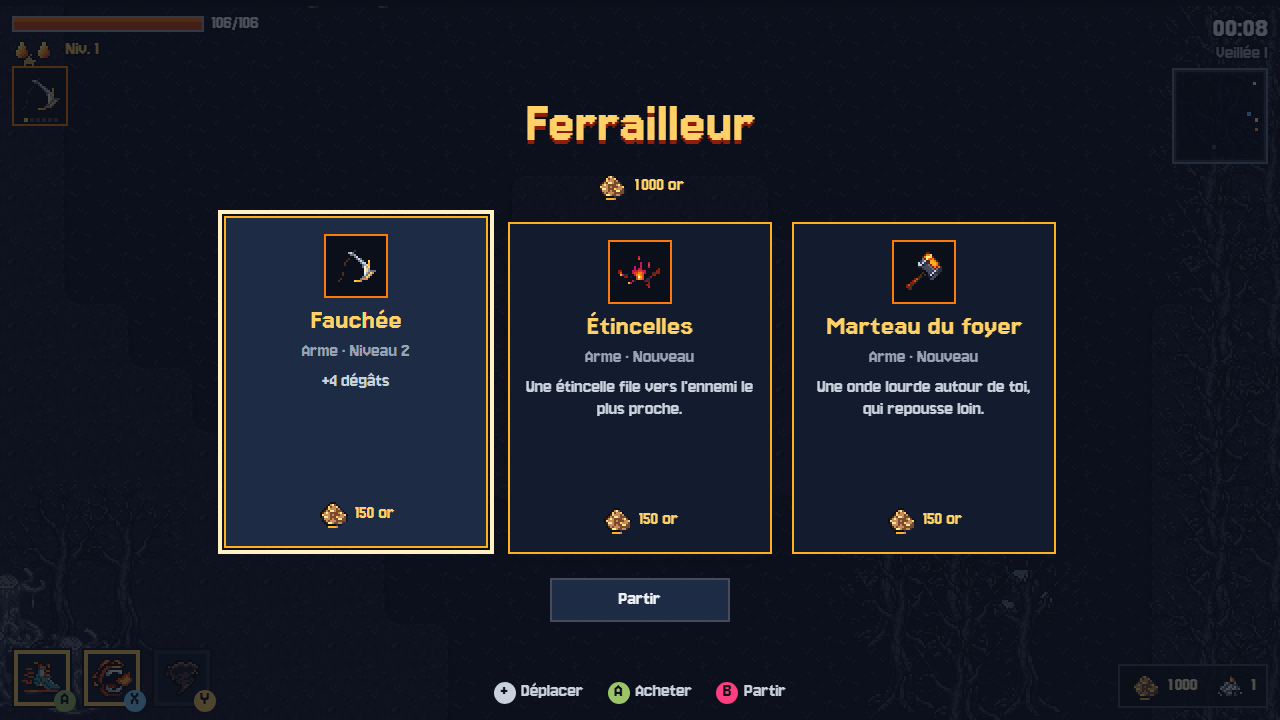 106/106
00:08
Niv. 1
Veillée I
Ferrailleur
1000 or
Fauchée
Arme · Niveau 2
+4 dégâts
150 or
Étincelles
Arme · Nouveau
Une étincelle file vers l'ennemi le
plus proche.
150 or
Marteau du foyer
Arme · Nouveau
Une onde lourde autour de toi,
qui repousse loin.
150 or
Partir
A
X
Y
+ Déplacer
A Acheter
B Partir
1000
1